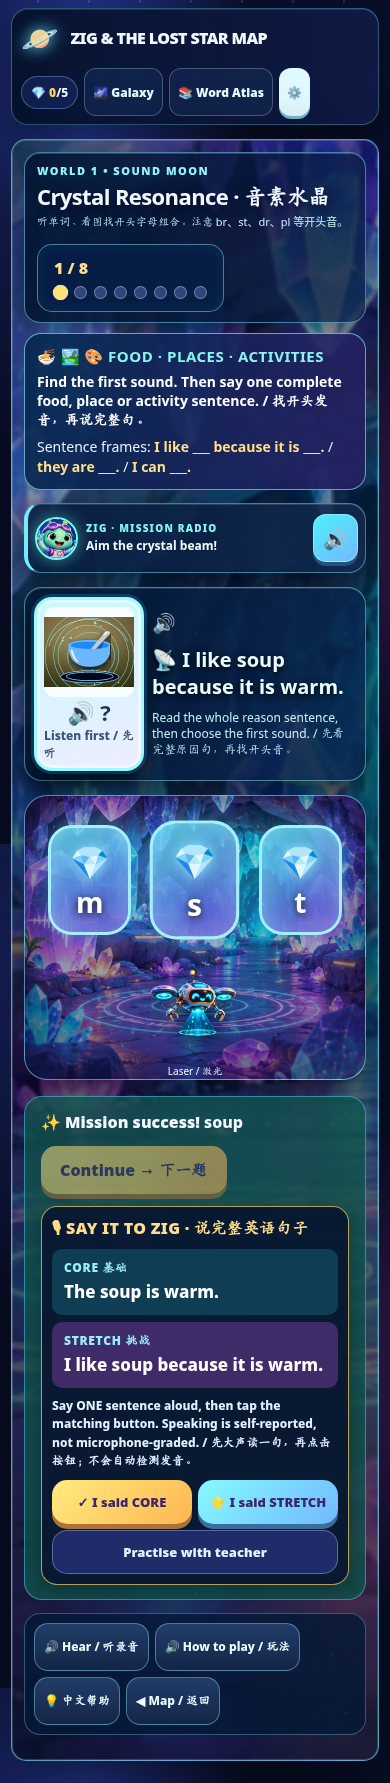 ZIG & THE LOST STAR MAP
💎 0/5
🌌 Galaxy
📚 Word Atlas
WORLD 1 • SOUND MOON
Crystal Resonance · 音素水晶
听单词、看图找开头字母组合。注意 br、st、dr、pl 等开头音。
1 / 8
🍜 🏞️ 🎨 FOOD · PLACES · ACTIVITIES
Find the first sound. Then say one complete
food, place or activity sentence. / 找开头发
音，再说完整句。
Sentence frames: I like ___ because it is ___. /
they are ___. / I can ___.
ZIG · MISSION RADIO
Aim the crystal beam!
🔊 ?
Listen first / 先
听
📡 I like soup
because it is warm.
Read the whole reason sentence,
then choose the first sound. / 先看
完整原因句，再找开头音。
m
s
t
Laser / 激光
✨ Mission success! soup
Continue → 下一题
🎙 SAY IT TO ZIG · 说完整英语句子
CORE 基础
The soup is warm.
STRETCH 挑战
I like soup because it is warm.
Say ONE sentence aloud, then tap the
matching button. Speaking is self-reported,
not microphone-graded. / 先大声读一句，再点击
按钮；不会自动检测发音。
✓ I said CORE
⭐ I said STRETCH
Practise with teacher
🔊 Hear / 听录音
🔊 How to play / 玩法
💡 中文帮助
◀ Map / 返回